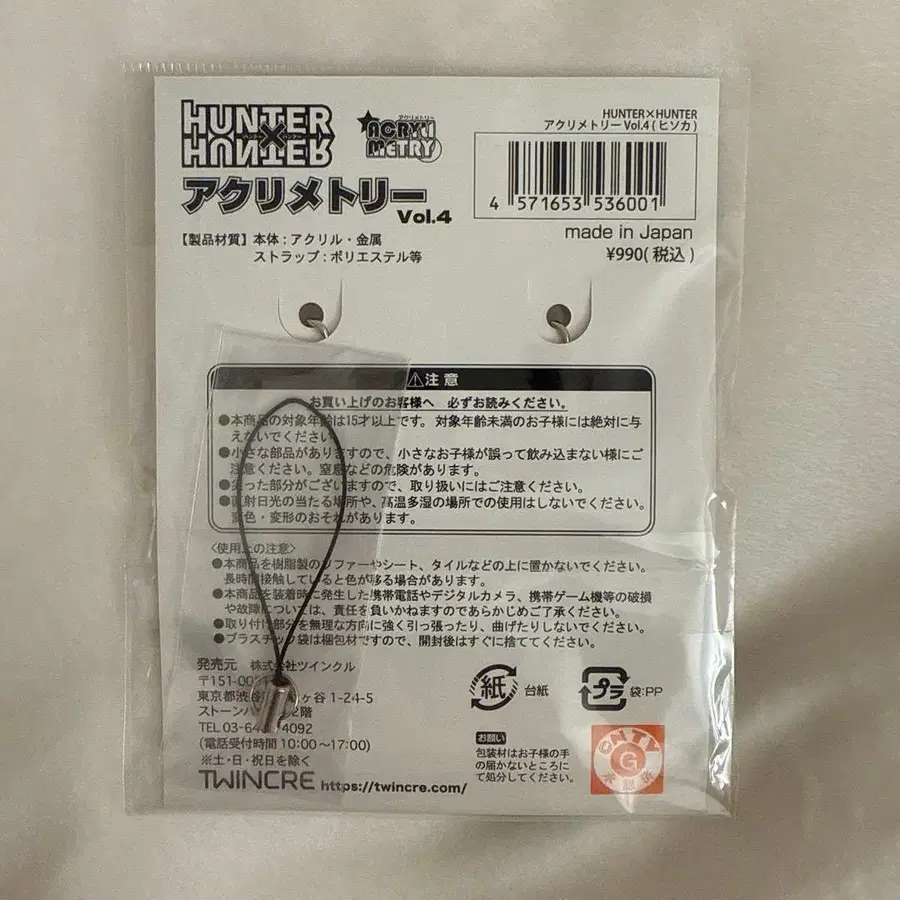 HUNTER×HUNTER
ハンター ハンター
アクリメトリー
ACRYL METRY
アクリメトリー
Vol.4
HUNTER×HUNTER
アクリメトリーVol.4(ヒソカ)
4 571653 536001
made in Japan
¥990(税込)
【製品材質】本体:アクリル・金属
ストラップ:ポリエステル等
⚠注意
お買い上げのお客様へ 必ずお読みください。
●本商品の対象年齢は15才以上です。対象年齢未満のお子様には絶対に与
えないでください。
●小さな部品がありますので、小さなお子様が誤って飲み込まない様にご
注意ください。窒息などの危険があります。
●尖った部分がございますので、取り扱いにはご注意ください。
●直射日光の当たる場所や、高温多湿の場所での使用はしないでください。
変色・変形のおそれがあります。
〈使用上の注意〉
●本商品を樹脂製のソファーやシート、タイルなどの上に置かないでください。
長時間接触していると色が移る場合があります。
●本商品を装着時に発生した携帯電話やデジタルカメラ、携帯ゲーム機等の破損
や故障については、責任を負いかねますのであらかじめご了承ください。
●取り付け部分を無理な方向に強く引っ張ったり、曲げたりしないでください。
●プラスチック袋は梱包材ですので、開封後はすぐに捨ててください。
発売元 株式会社ツインクル
〒151-00
東京都渋谷 ヶ谷1-24-5
ストーン 2階
TEL 03-64 4092
(電話受付時間10:00〜17:00)
※土・日・祝日を除く
TWINCRE https://twincre.com/
紙 台紙
プラ 袋:PP
お願い
包装材はお子様の手
の届かないところに
て処分してください。
G